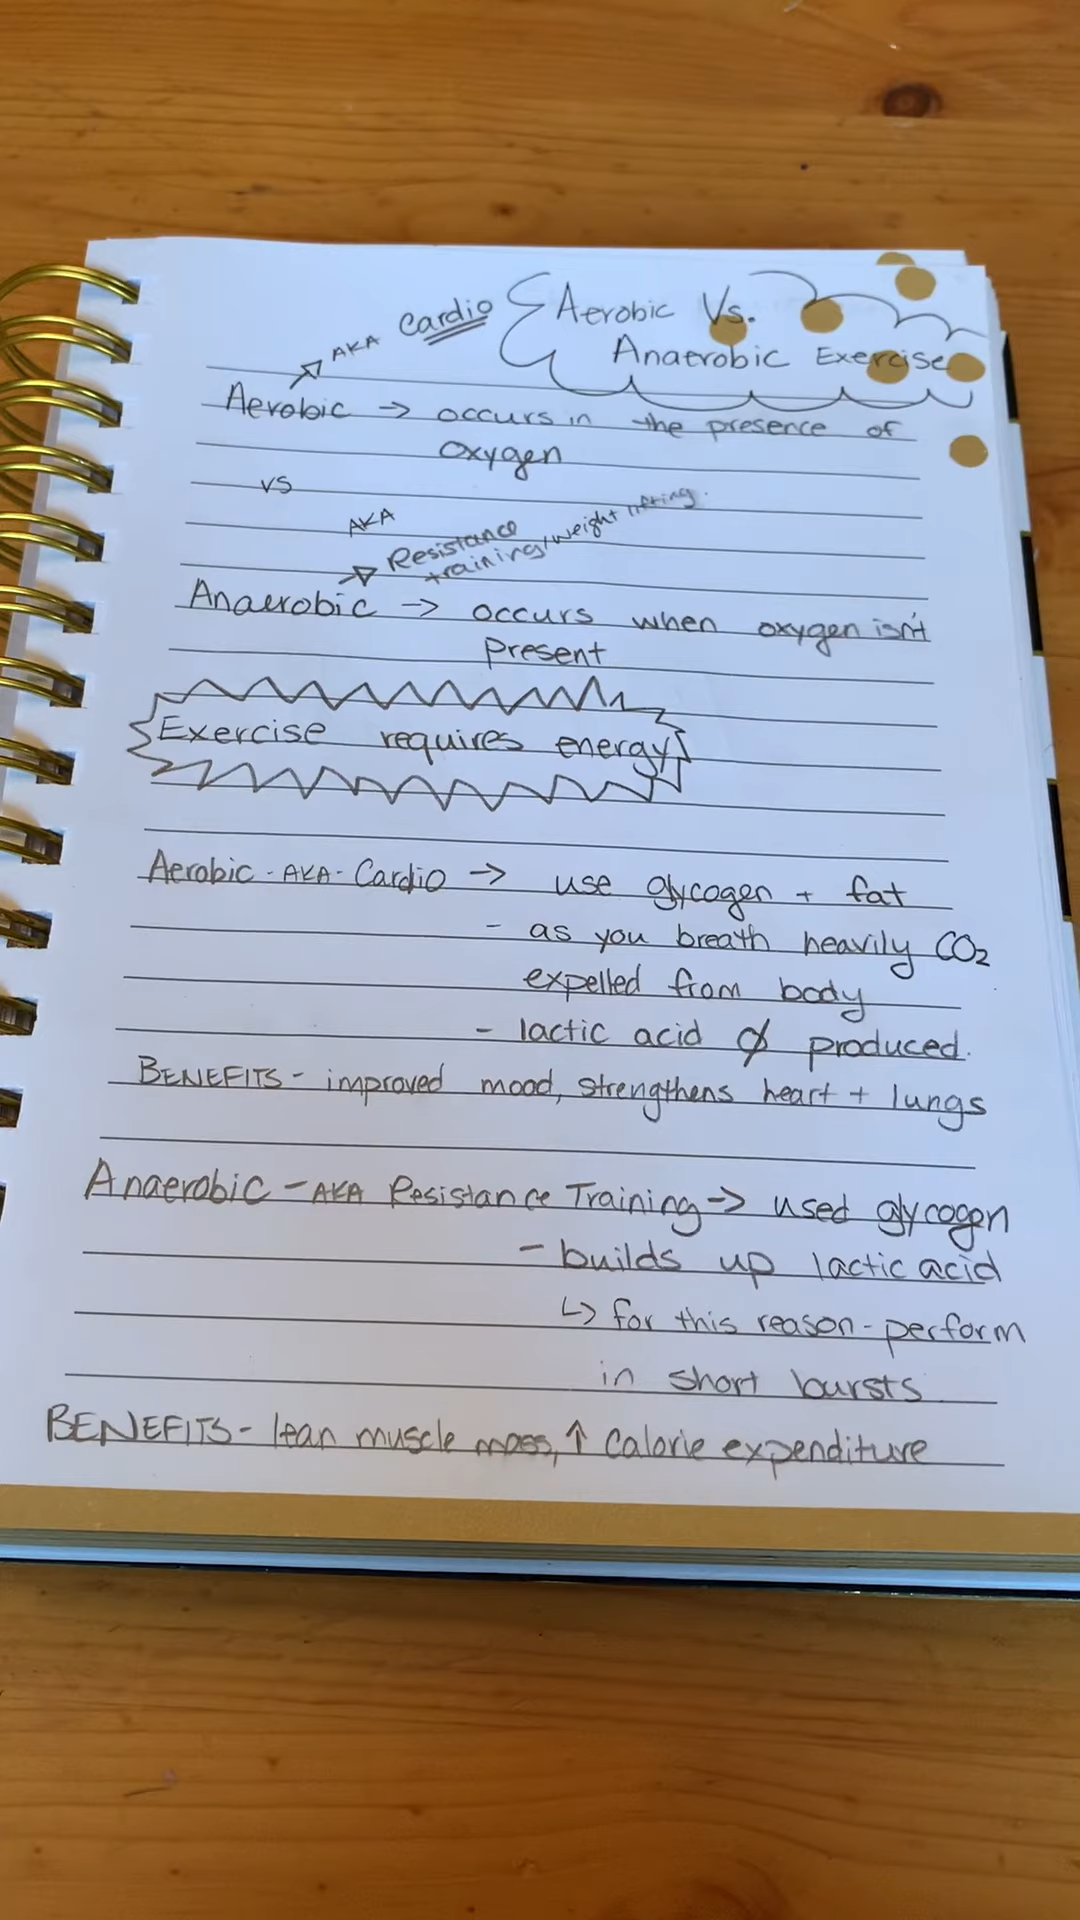 Aerobic Vs.
Anaerobic Exercise
AKA Cardio
Aerobic → occurs in the presence of
oxygen
vs
AKA
Resistance
training/weight lifting.
Anaerobic → occurs when oxygen isn't
present
Exercise requires energy
Aerobic - AKA - Cardio → use glycogen + fat
- as you breath heavily CO2
expelled from body
- lactic acid ∅ produced.
BENEFITS - improved mood, strengthens heart + lungs
Anaerobic - AKA Resistance Training → used glycogen
- builds up lactic acid
↳ for this reason - perform
in short bursts
BENEFITS - lean muscle mass, ↑ calorie expenditure